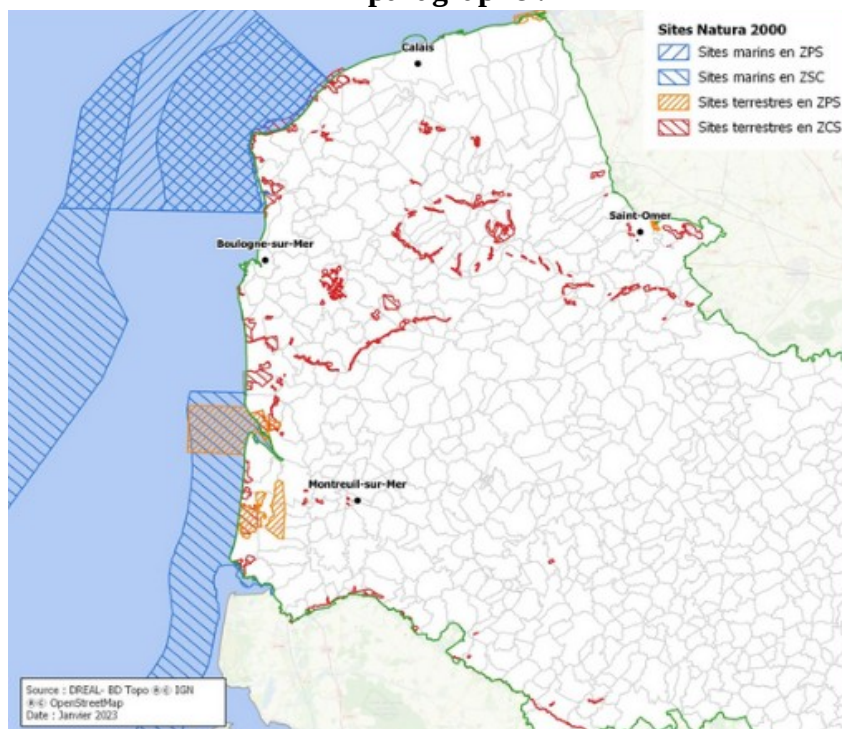 Sites Natura 2000
Sites marins en ZPS
Sites marins en ZSC
Sites terrestres en ZPS
Sites terrestres en ZCS
Calais
Saint-Omer
Boulogne-sur-Mer
Montreuil-sur-Mer
Source : DREAL- BD Topo ®© IGN
®© OpenStreetMap
Date : Janvier 2023